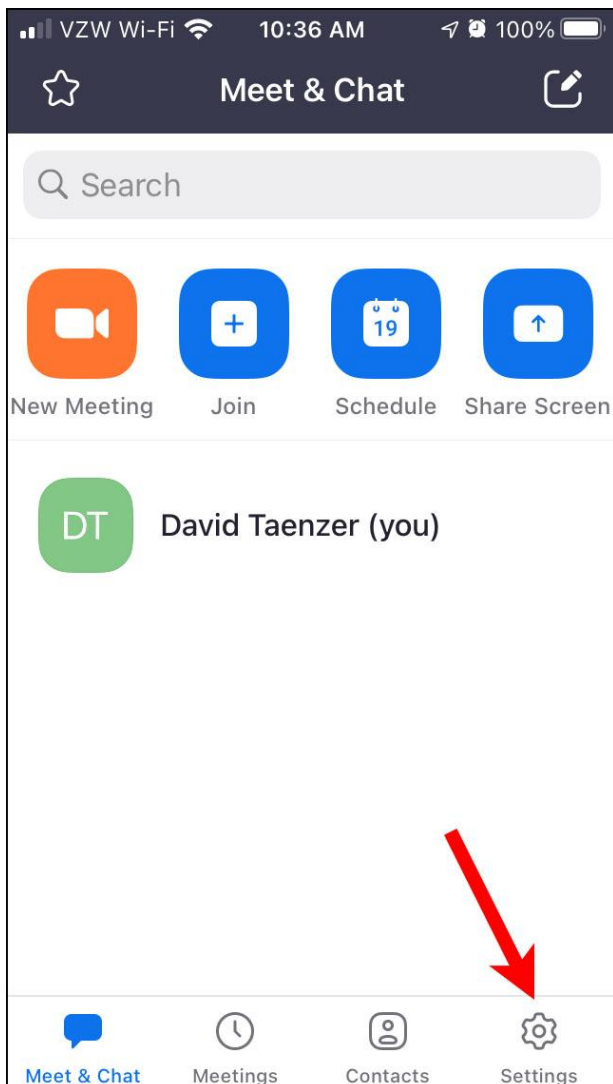 VZW Wi-Fi 10:36 AM 100%
Meet & Chat
Search
19
New Meeting Join Schedule Share Screen
DT David Taenzer (you)
Meet & Chat Meetings Contacts Settings